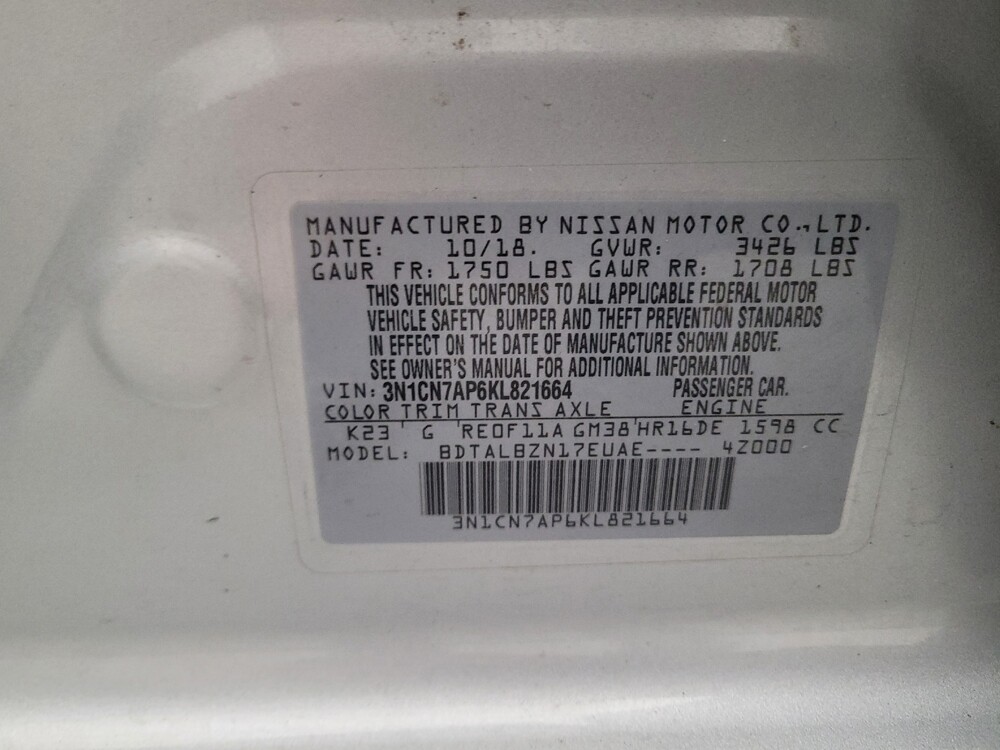 MANUFACTURED BY NISSAN MOTOR CO., LTD.
DATE: 10/18. GVWR: 3426 LBS
GAWR FR: 1750 LBS GAWR RR: 1708 LBS
THIS VEHICLE CONFORMS TO ALL APPLICABLE FEDERAL MOTOR
VEHICLE SAFETY, BUMPER AND THEFT PREVENTION STANDARDS
IN EFFECT ON THE DATE OF MANUFACTURE SHOWN ABOVE.
SEE OWNER'S MANUAL FOR ADDITIONAL INFORMATION.
VIN: 3N1CN7AP6KL821664 PASSENGER CAR.
COLOR TRIM TRANS AXLE ENGINE
K23 G RE0F11A GM38 HR16DE 1598 CC
MODEL: BDTALBZN17EUAE---- 4Z000
3N1CN7AP6KL821664